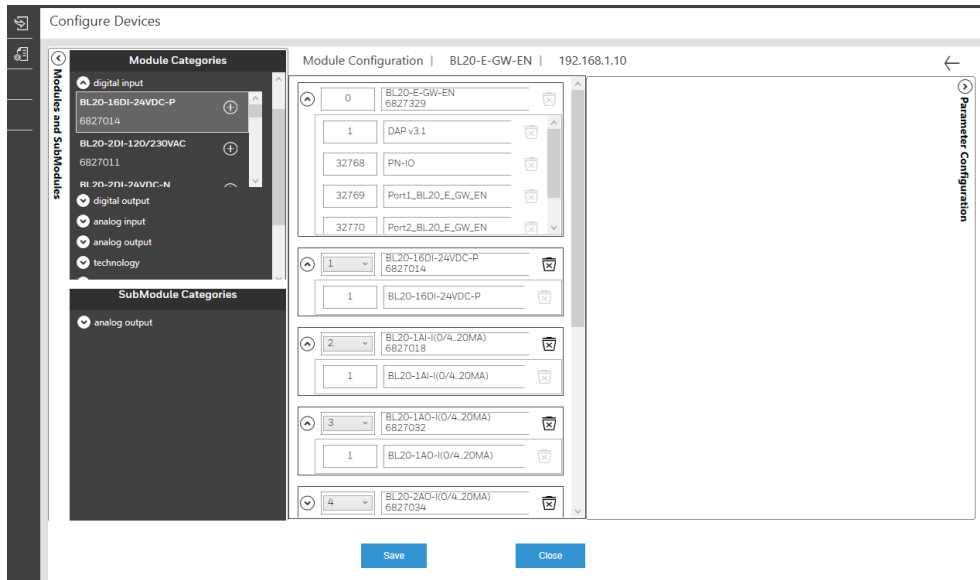 Configure Devices
Modules and SubModules
Module Categories
digital input
BL20-16DI-24VDC-P
6827014
BL20-2DI-120/230VAC
6827011
BL20-2DI-24VDC-N
digital output
analog input
analog output
technology
SubModule Categories
analog output
Module Configuration | BL20-E-GW-EN | 192.168.1.10
0
BL20-E-GW-EN
6827329
1
DAP v3.1
32768
PN-IO
32769
Port1_BL20_E_GW_EN
32770
Port2_BL20_E_GW_EN
1
BL20-16DI-24VDC-P
6827014
1
BL20-16DI-24VDC-P
2
BL20-1AI-I(0/4..20MA)
6827018
1
BL20-1AI-I(0/4..20MA)
3
BL20-1AO-I(0/4..20MA)
6827032
1
BL20-1AO-I(0/4..20MA)
4
BL20-2AO-I(0/4..20MA)
6827034
Parameter Configuration
Save
Close